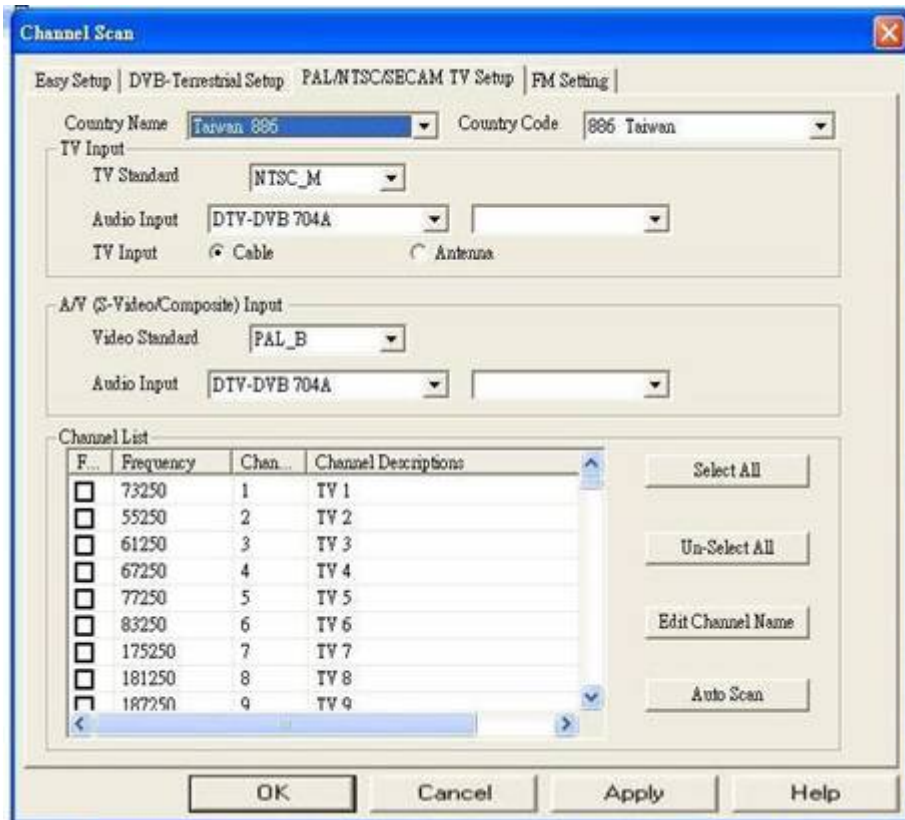 Channel Scan
Easy Setup DVB-Terrestrial Setup PAL/NTSC/SECAM TV Setup FM Setting
Country Name Taiwan 886 Country Code 886 Taiwan
TV Input
TV Standard NTSC_M
Audio Input DTV-DVB 704A
TV Input Cable Antenna
A/V (S-Video/Composite) Input
Video Standard PAL_B
Audio Input DTV-DVB 704A
Channel List
F... Frequency Chan... Channel Descriptions
73250 1 TV 1
55250 2 TV 2
61250 3 TV 3
67250 4 TV 4
77250 5 TV 5
83250 6 TV 6
175250 7 TV 7
181250 8 TV 8
187250 9 TV 9
Select All
Un-Select All
Edit Channel Name
Auto Scan
OK Cancel Apply Help